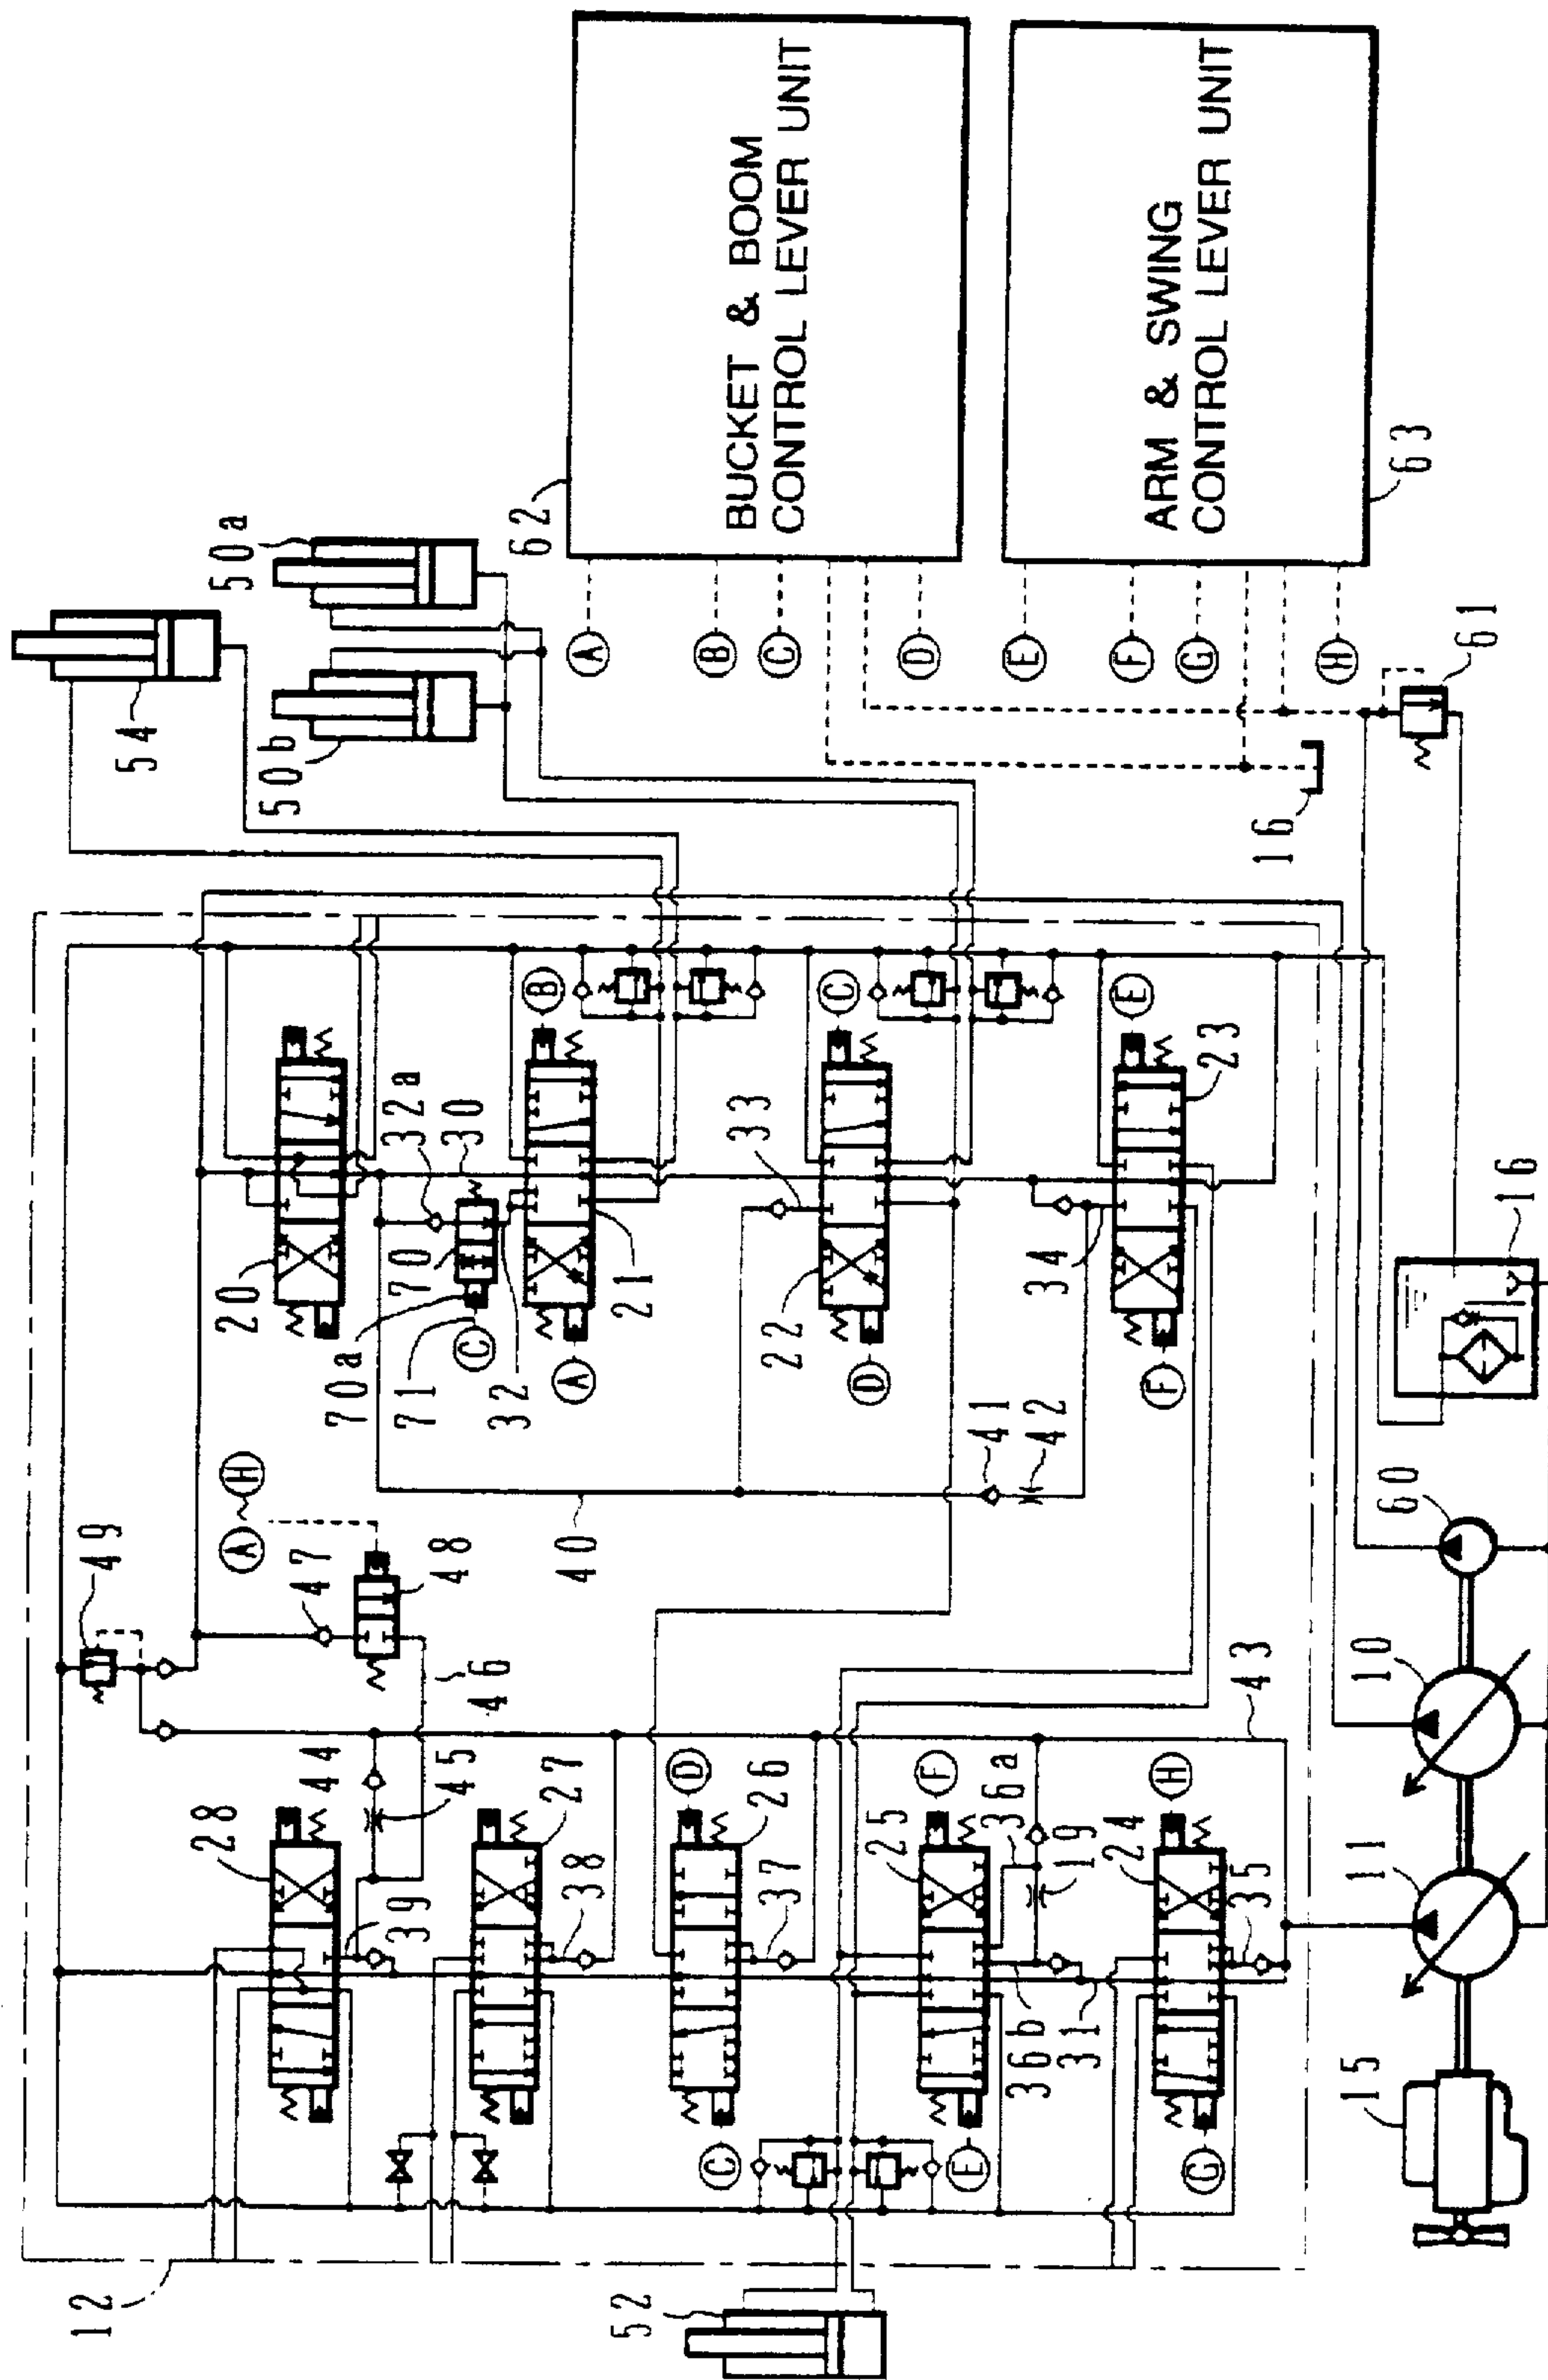 BUCKET & BOOM
CONTROL LEVER UNIT
ARM & SWING
CONTROL LEVER UNIT
62
63
54
50a
50b
A
B
C
D
E
F
G
H
61
16
20
32a
30
70
70a
71
C
32
B
A
21
33
C
22
D
E
23
34
F
41
42
40
16
49
A~H
47
48
46
44
45
28
39
27
38
D
26
37
C
F
25
36a
19
36b
31
E
H
24
35
G
43
60
10
11
15
12
52